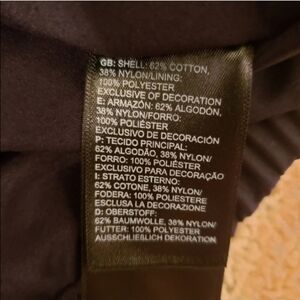 GB: SHELL: 62% COTTON,
38% NYLON/LINING:
100% POLYESTER
EXCLUSIVE OF DECORATION
E: ARMAZÓN: 62% ALGODÓN,
38% NYLON/FORRO:
100% POLIÉSTER
EXCLUSIVO DE DECORACIÓN
P: TECIDO PRINCIPAL:
62% ALGODÃO, 38% NYLON/
FORRO: 100% POLIÉSTER
EXCLUSIVO PARA DECORAÇÃO
I: STRATO ESTERNO:
62% COTONE, 38% NYLON/
FODERA: 100% POLIESTERE
ESCLUSA LA DECORAZIONE
D: OBERSTOFF:
62% BAUMWOLLE, 38% NYLON/
FUTTER: 100% POLYESTER
AUSSCHLIEßLICH DEKORATION